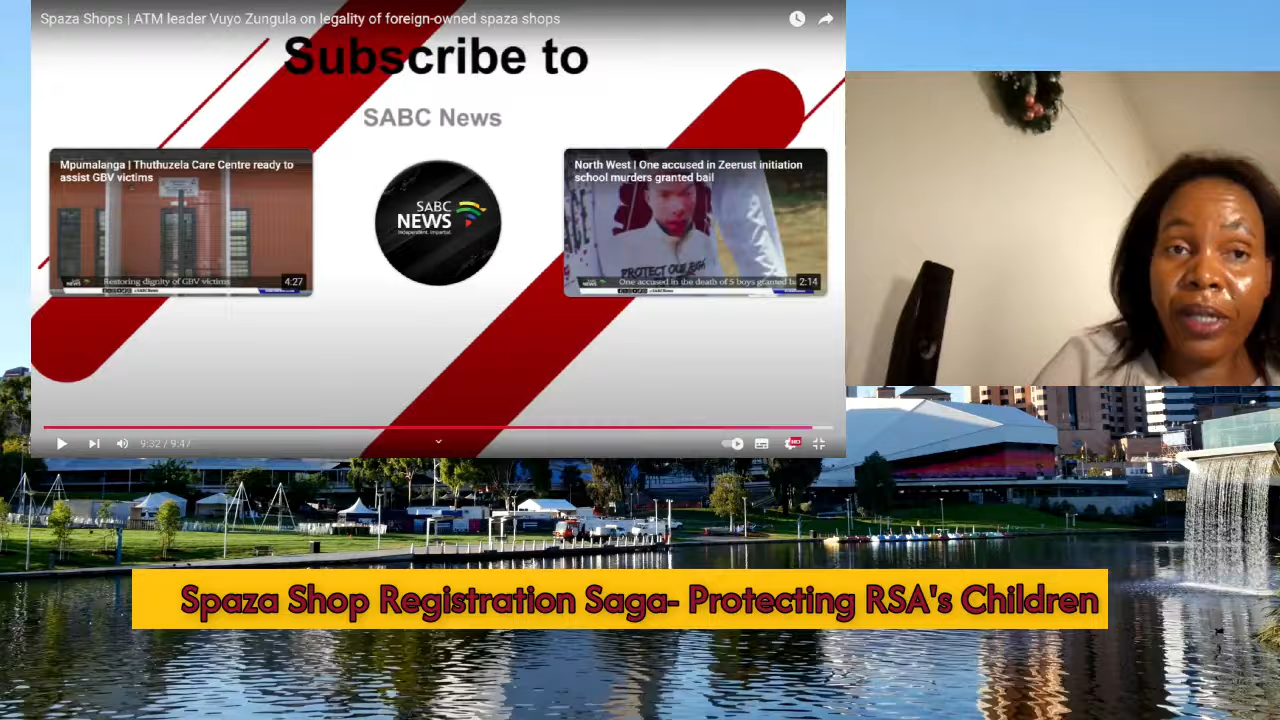 Spaza Shops | ATM leader Vuyo Zungula on legality of foreign-owned spaza shops
Subscribe to
SABC News
Mpumalanga | Thuthuzela Care Centre ready to
assist GBV victims
Restoring dignity of GBV victims
4:27
SABC
NEWS
Independent. Impartial.
North West | One accused in Zeerust initiation
school murders granted bail
PROTECT OUR
One accused in the death of 5 boys granted
2:14
9:32 / 9:47
Spaza Shop Registration Saga- Protecting RSA's Children